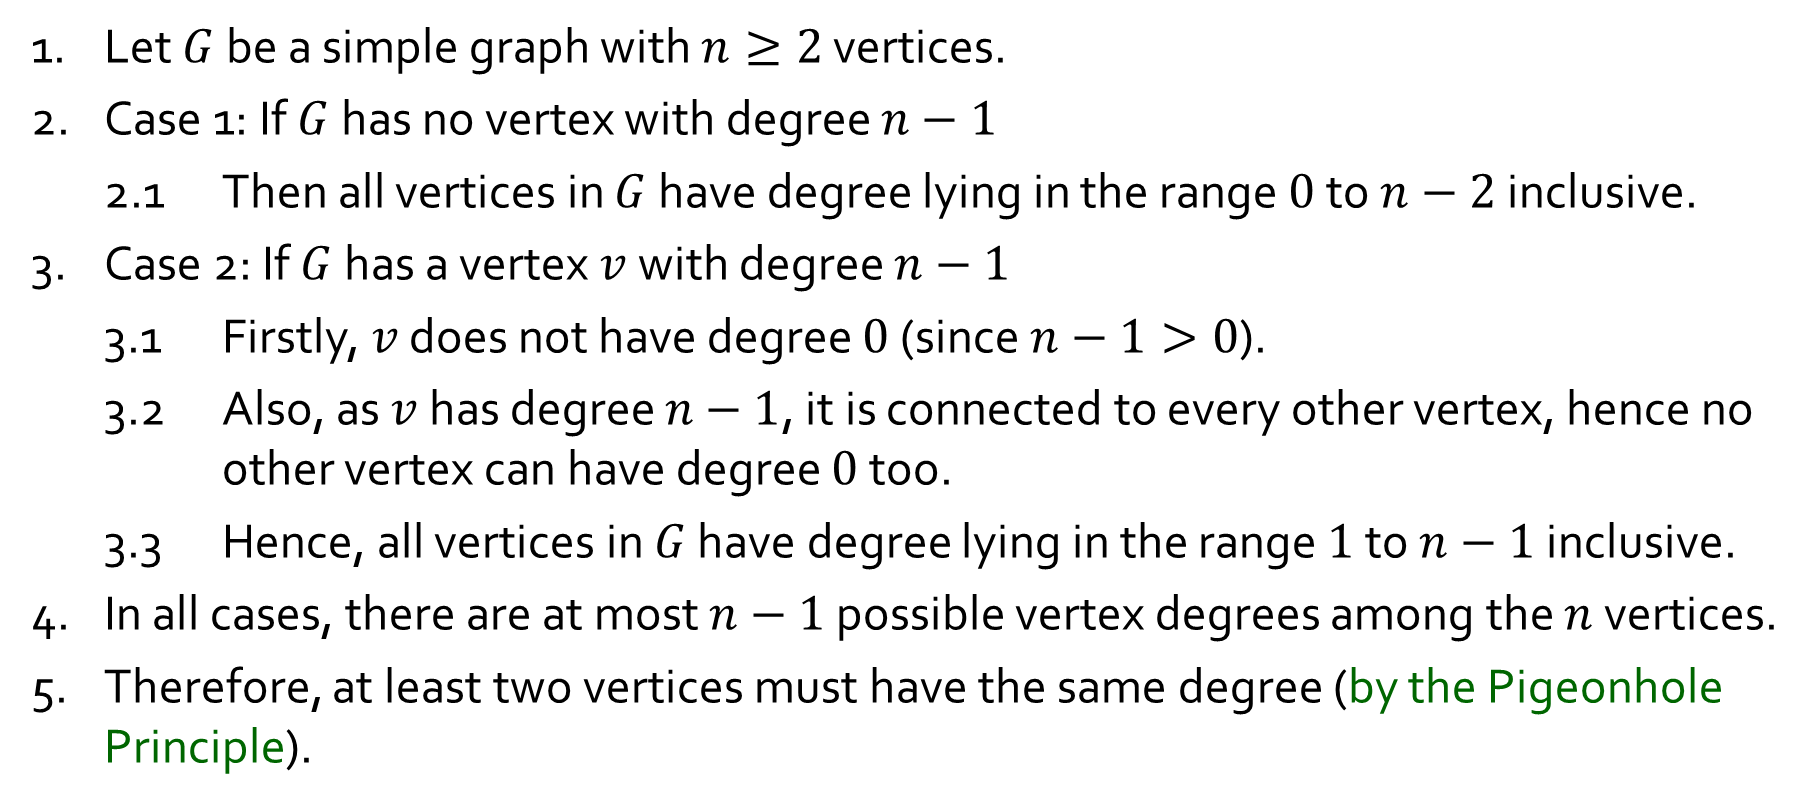 1. Let G be a simple graph with n ≥ 2 vertices.
2. Case 1: If G has no vertex with degree n − 1
2.1 Then all vertices in G have degree lying in the range 0 to n − 2 inclusive.
3. Case 2: If G has a vertex v with degree n − 1
3.1 Firstly, v does not have degree 0 (since n − 1 > 0).
3.2 Also, as v has degree n − 1, it is connected to every other vertex, hence no
other vertex can have degree 0 too.
3.3 Hence, all vertices in G have degree lying in the range 1 to n − 1 inclusive.
4. In all cases, there are at most n − 1 possible vertex degrees among the n vertices.
5. Therefore, at least two vertices must have the same degree (by the Pigeonhole
Principle).